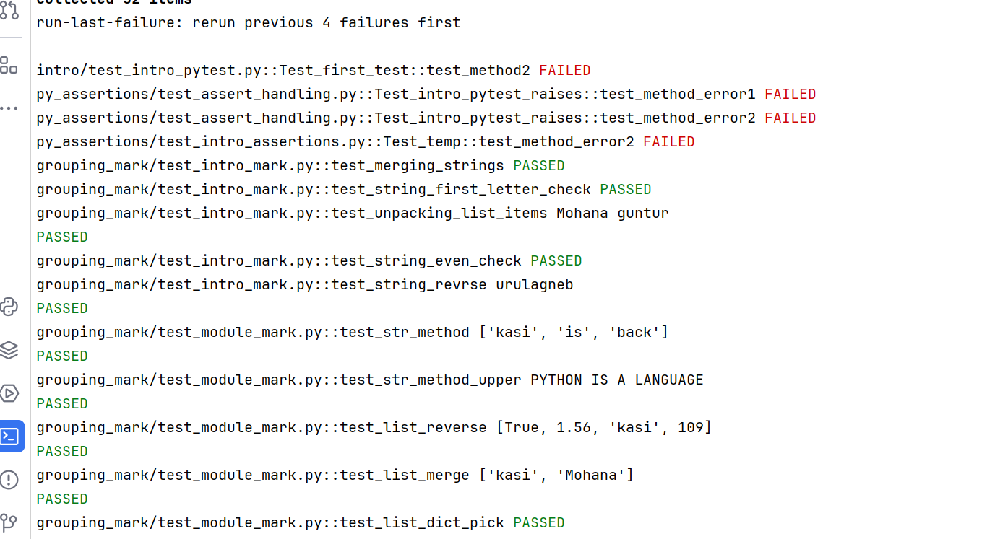 collected 52 items
run-last-failure: rerun previous 4 failures first
intro/test_intro_pytest.py::Test_first_test::test_method2 FAILED
py_assertions/test_assert_handling.py::Test_intro_pytest_raises::test_method_error1 FAILED
py_assertions/test_assert_handling.py::Test_intro_pytest_raises::test_method_error2 FAILED
py_assertions/test_intro_assertions.py::Test_temp::test_method_error2 FAILED
grouping_mark/test_intro_mark.py::test_merging_strings PASSED
grouping_mark/test_intro_mark.py::test_string_first_letter_check PASSED
grouping_mark/test_intro_mark.py::test_unpacking_list_items Mohana guntur
PASSED
grouping_mark/test_intro_mark.py::test_string_even_check PASSED
grouping_mark/test_intro_mark.py::test_string_revrse urulagneb
PASSED
grouping_mark/test_module_mark.py::test_str_method ['kasi', 'is', 'back']
PASSED
grouping_mark/test_module_mark.py::test_str_method_upper PYTHON IS A LANGUAGE
PASSED
grouping_mark/test_module_mark.py::test_list_reverse [True, 1.56, 'kasi', 109]
PASSED
grouping_mark/test_module_mark.py::test_list_merge ['kasi', 'Mohana']
PASSED
grouping_mark/test_module_mark.py::test_list_dict_pick PASSED